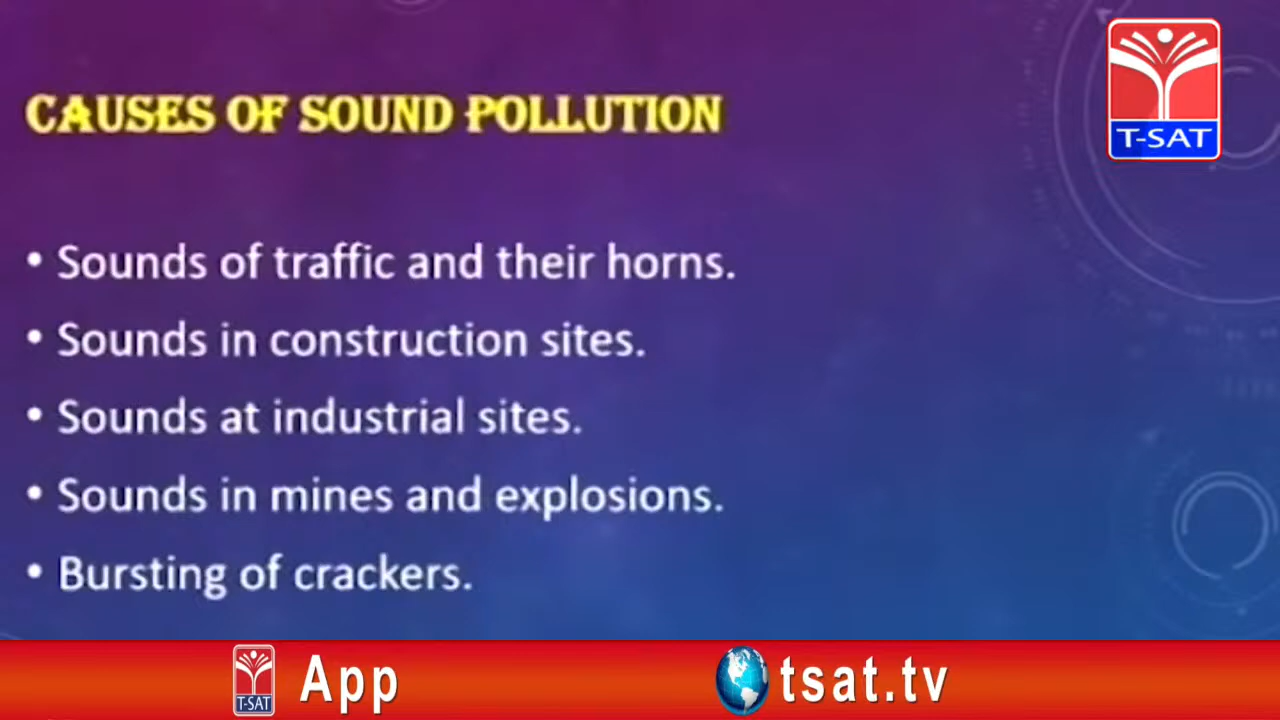 CAUSES OF SOUND POLLUTION
T-SAT
• Sounds of traffic and their horns.
• Sounds in construction sites.
• Sounds at industrial sites.
• Sounds in mines and explosions.
• Bursting of crackers.
T-SAT App tsat.tv